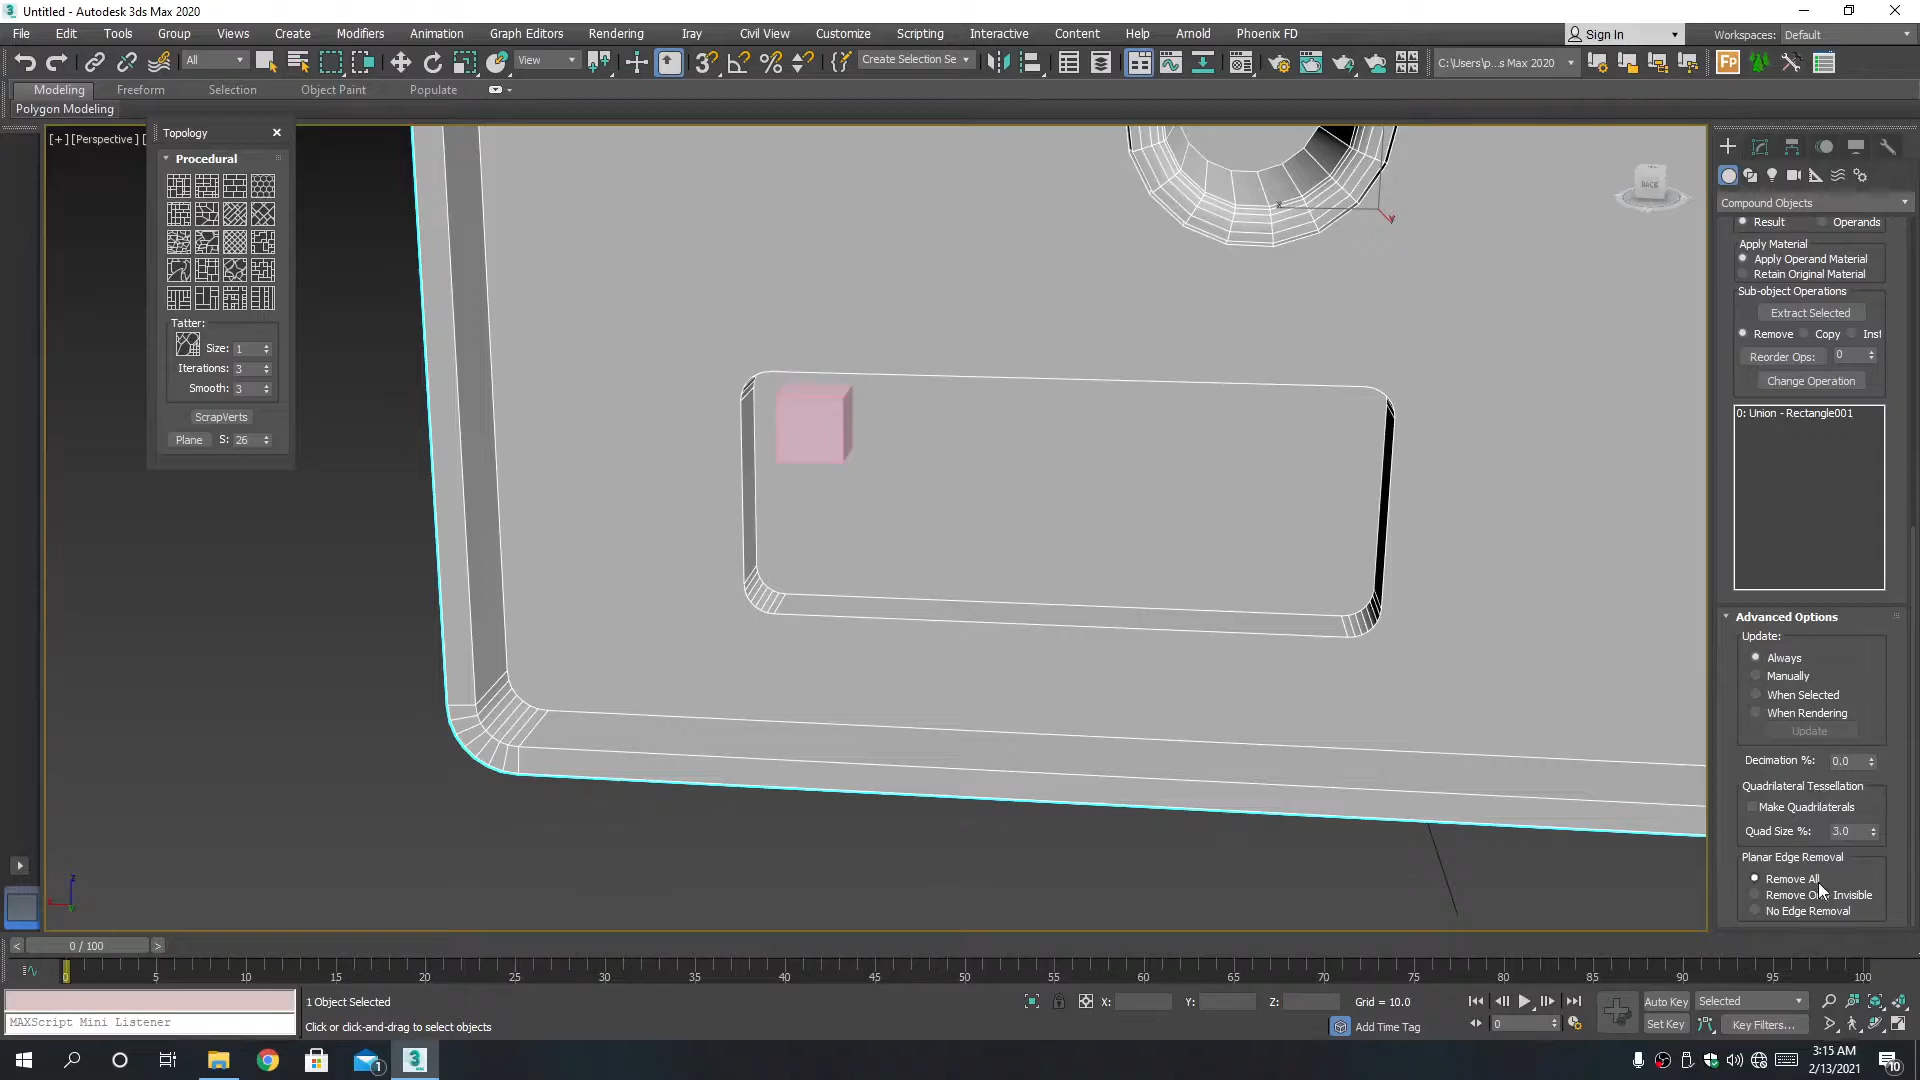 Untitled - Autodesk 3ds Max 2020
File Edit Tools Group Views Create Modifiers Animation Graph Editors Rendering Iray Civil View Customize Scripting Interactive Content Help Arnold Phoenix FD
Sign In
Workspaces: Default
All
View
Create Selection Se
C:\Users\p...s Max 2020
Modeling Freeform Selection Object Paint Populate
Polygon Modeling
[+][Perceptive]
Topology
Procedural
Tatter:
Size: 1
Iterations: 3
Smooth: 3
ScrapVerts
Plane S: 26
BACK
x
y
z
Compound Objects
Result Operands
Apply Material
Apply Operand Material
Retain Original Material
Sub-object Operations
Extract Selected
Remove Copy Inst
Reorder Ops: 0
Change Operation
0: Union - Rectangle001
Advanced Options
Update:
Always
Manually
When Selected
When Rendering
Update
Decimation %: 0.0
Quadrilateral Tessellation
Make Quadrilaterals
Quad Size %: 3.0
Planar Edge Removal
Remove All
Remove Invisible
No Edge Removal
< 0 / 100 >
0 5 10 15 20 25 30 35 40 45 50 55 60 65 70 75 80 85 90 95 100
MAXScript Mini Listener
1 Object Selected
Click or click-and-drag to select objects
X: Y: Z: Grid = 10.0
Add Time Tag
0
Auto Key Selected
Set Key Key Filters...
3:15 AM
2/13/2021
1
10